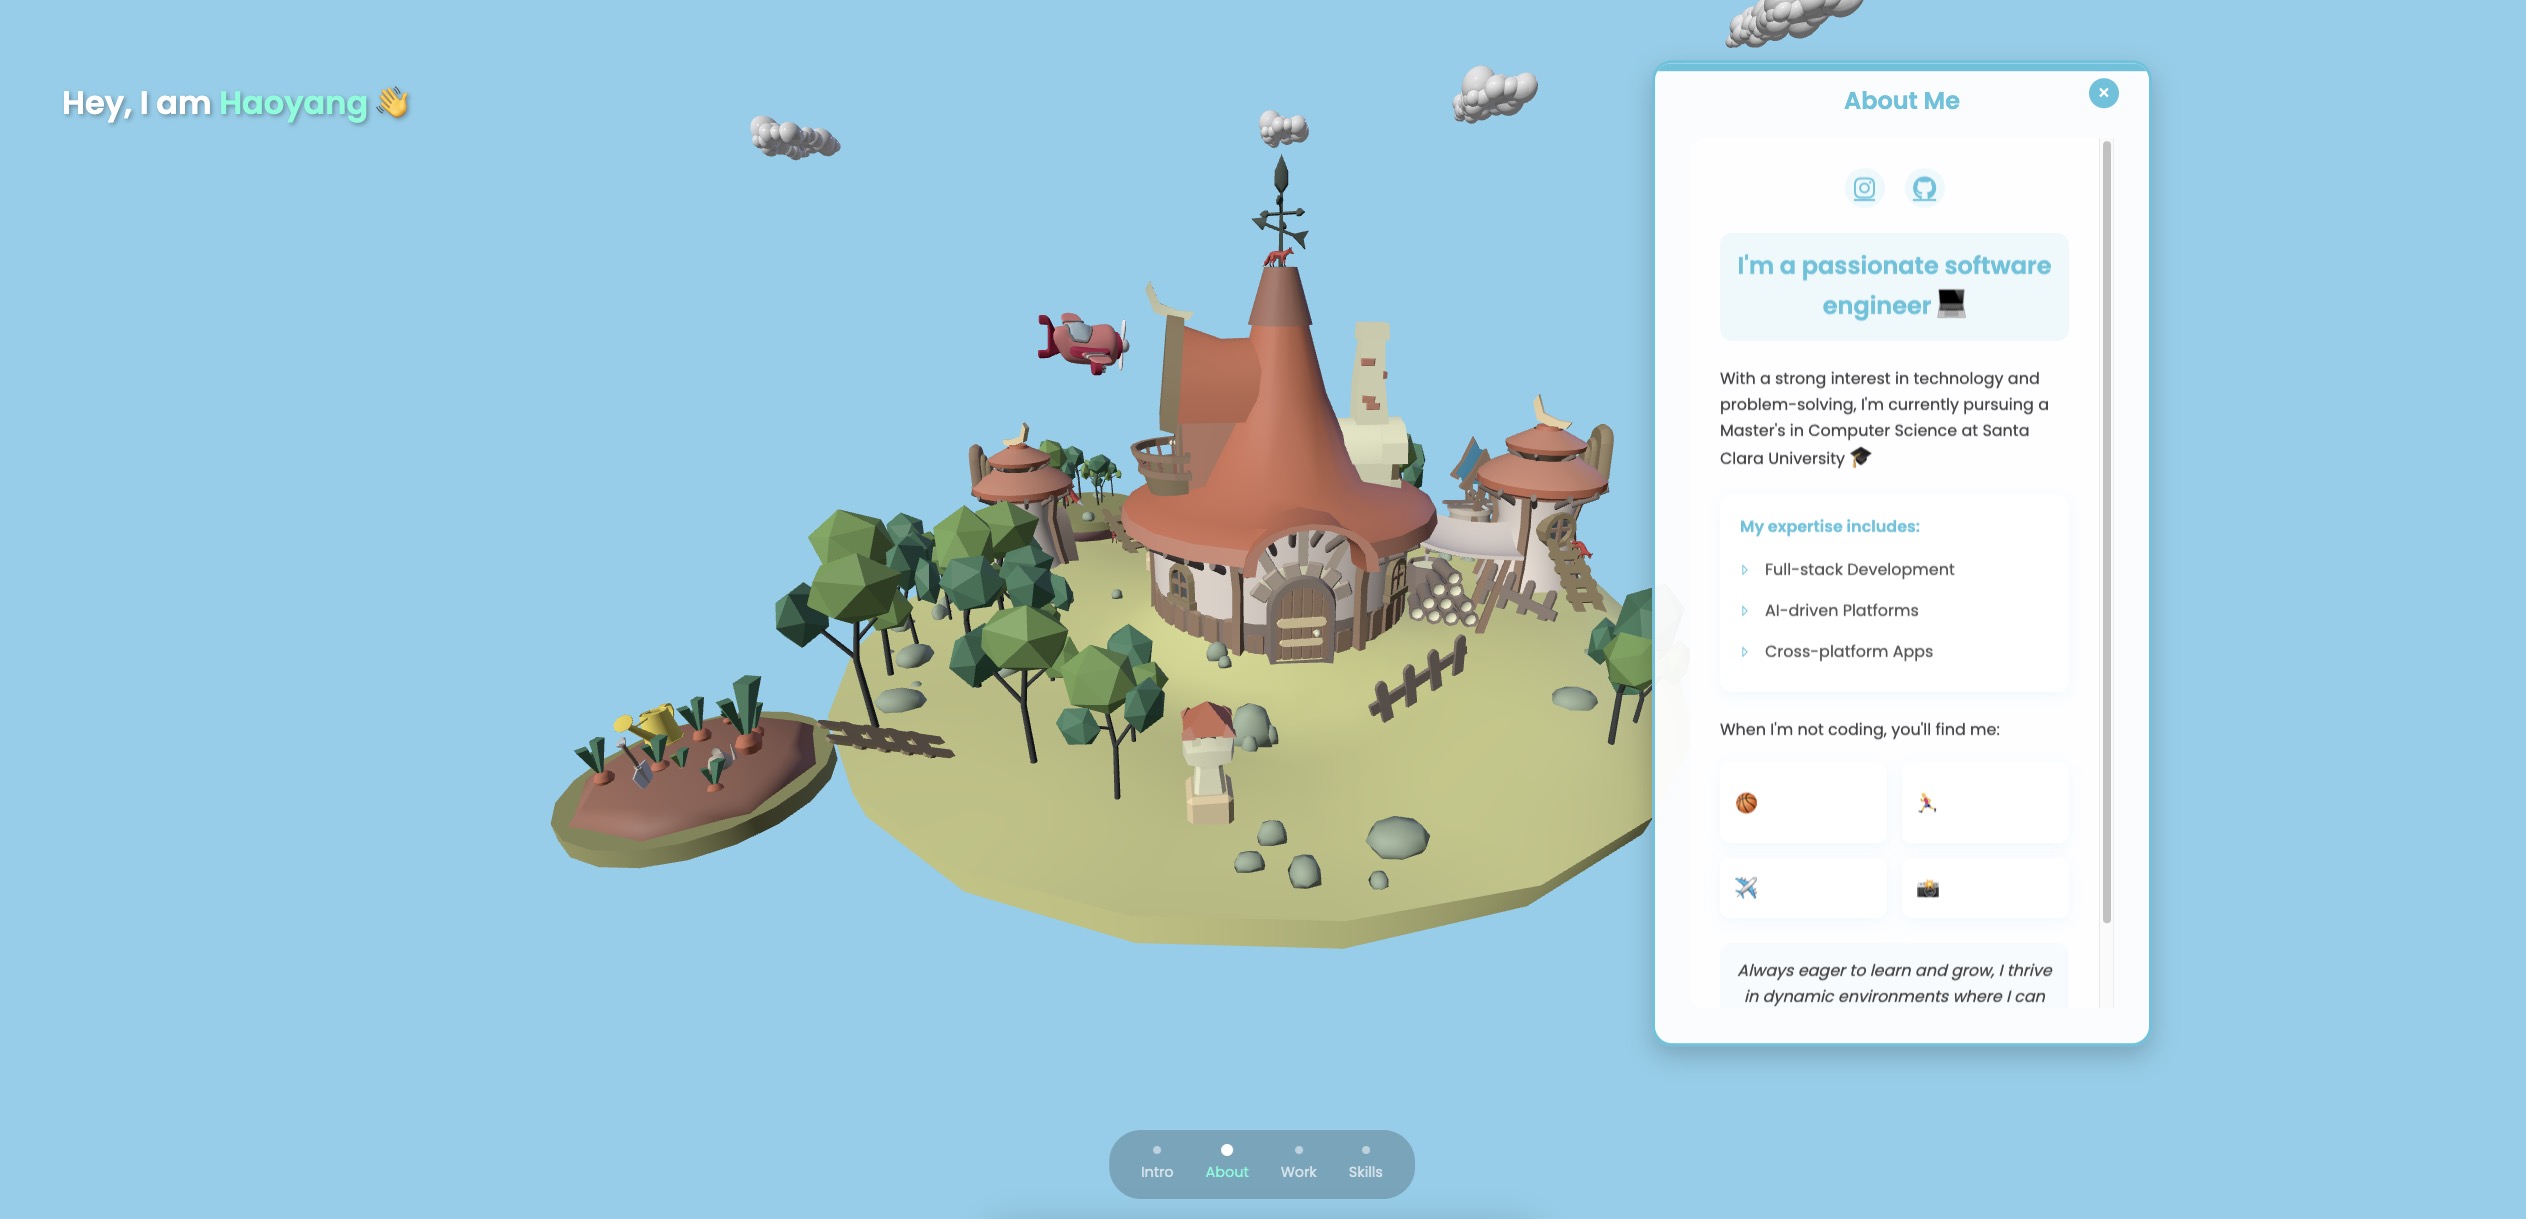 Hey, I am Haoyang 👋
About Me
I'm a passionate software
engineer 💻
With a strong interest in technology and
problem-solving, I'm currently pursuing a
Master's in Computer Science at Santa
Clara University 🎓
My expertise includes:
Full-stack Development
AI-driven Platforms
Cross-platform Apps
When I'm not coding, you'll find me:
Always eager to learn and grow, I thrive
in dynamic environments where I can
Intro
About
Work
Skills